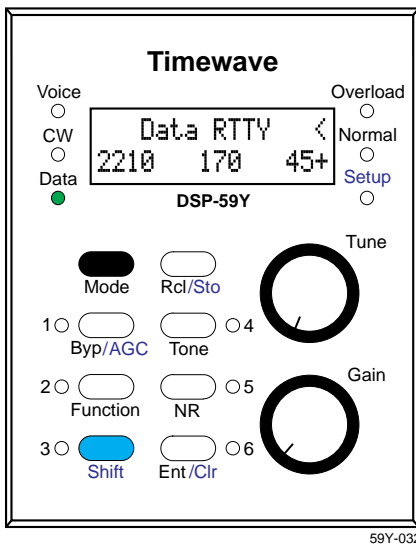 Timewave
Voice
Overload
CW
Data RTTY <
Normal
2210 170 45+
Data
Setup
DSP-59Y
Tune
Mode
Rcl/Sto
1
4
Byp/AGC
Tone
Gain
2
5
Function
NR
3
6
Shift
Ent/Clr
59Y-032